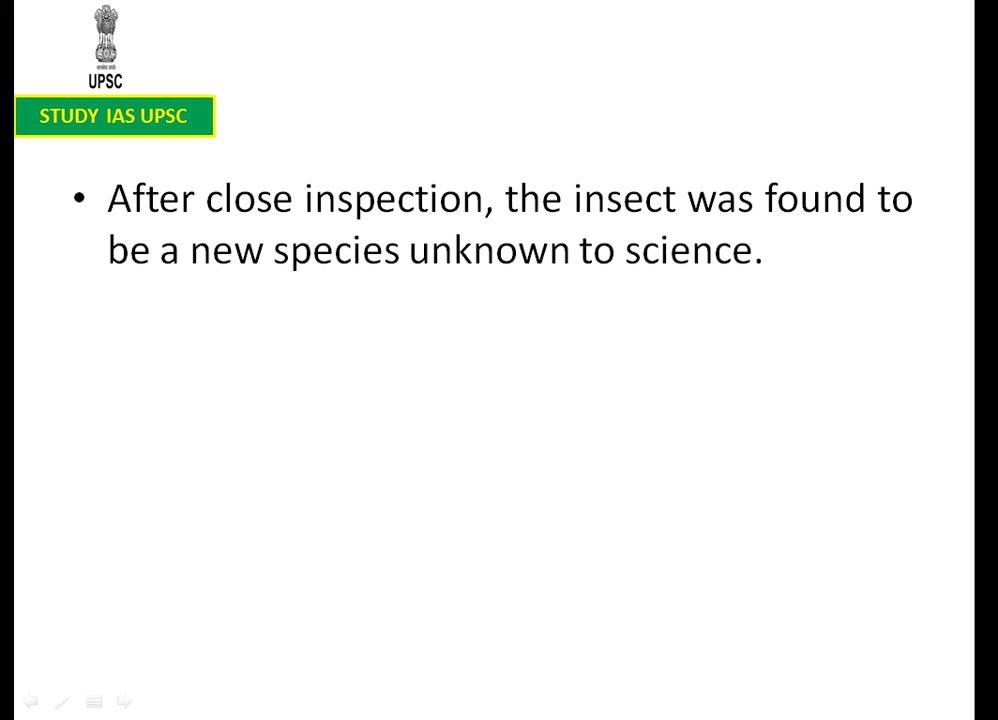 UPSC
STUDY IAS UPSC
• After close inspection, the insect was found to
be a new species unknown to science.